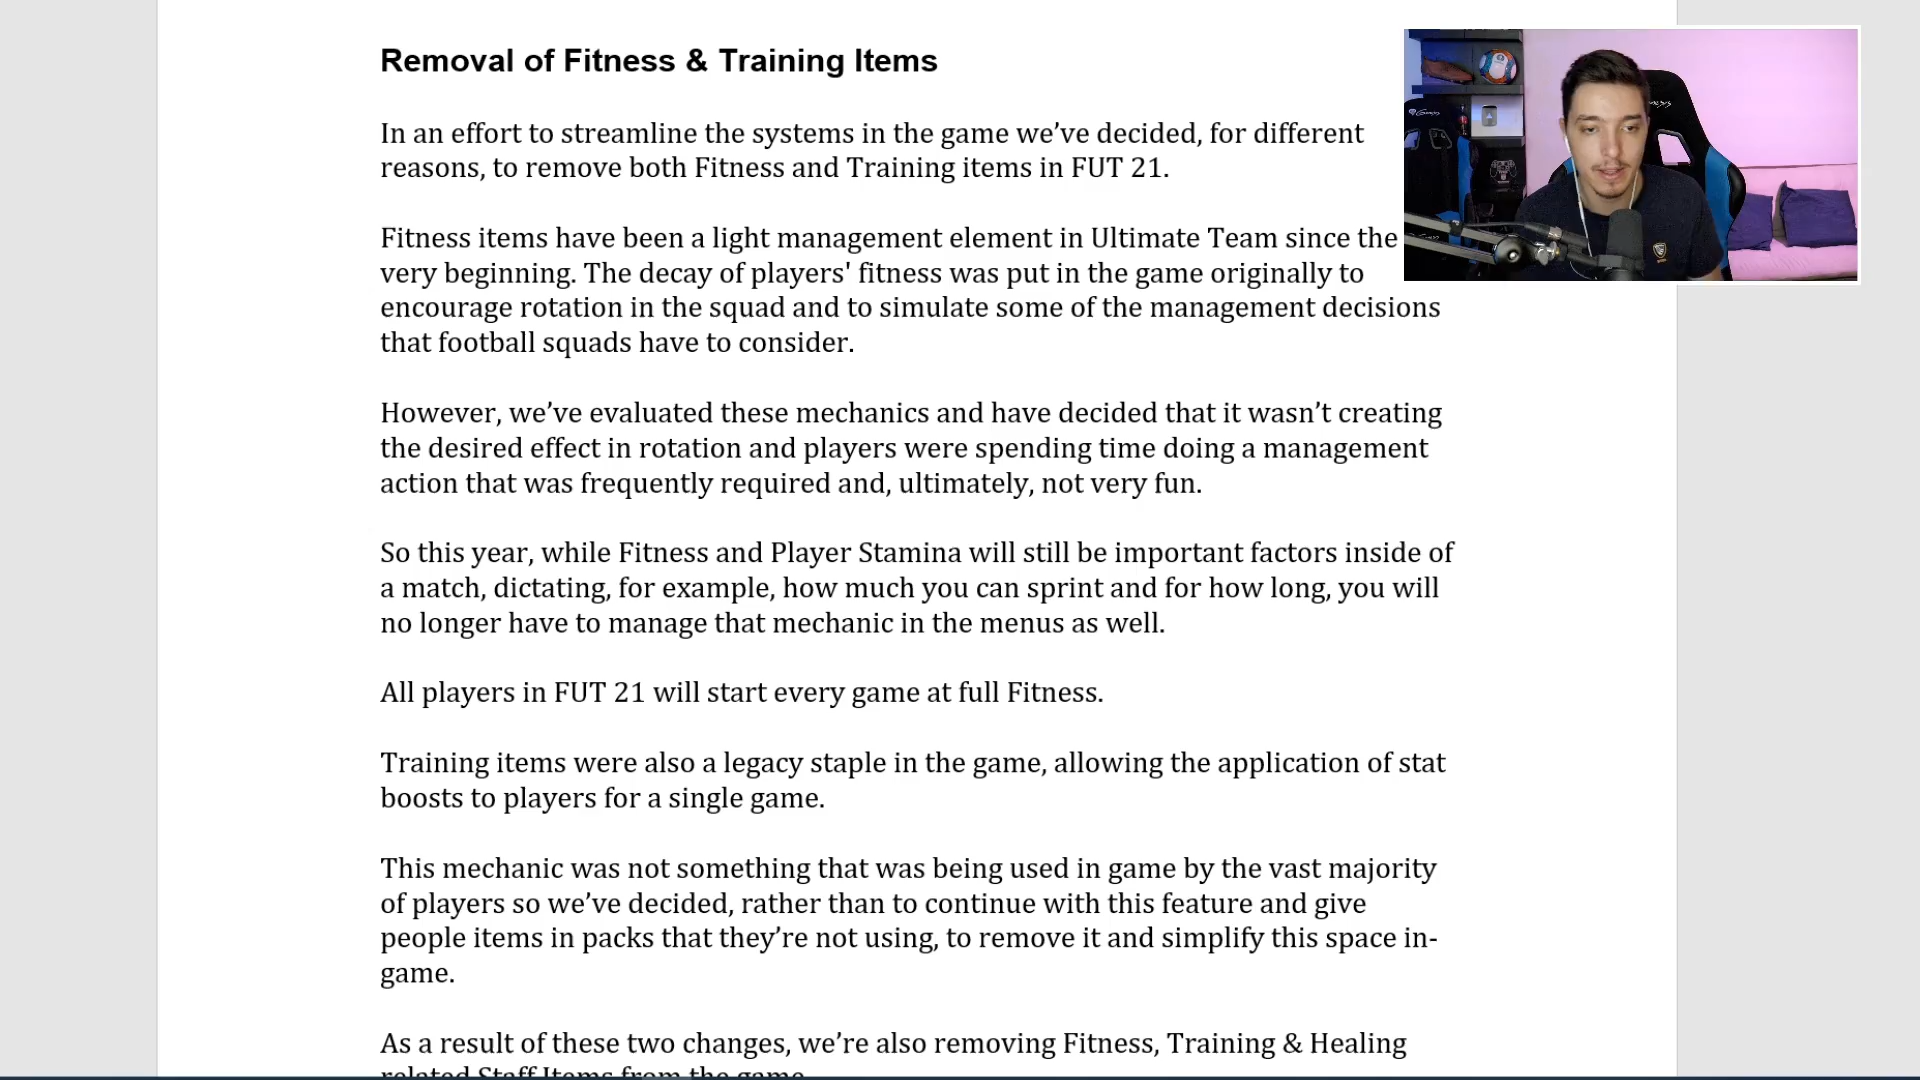 Removal of Fitness & Training Items
In an effort to streamline the systems in the game we’ve decided, for different
reasons, to remove both Fitness and Training items in FUT 21.
Fitness items have been a light management element in Ultimate Team since the
very beginning. The decay of players' fitness was put in the game originally to
encourage rotation in the squad and to simulate some of the management decisions
that football squads have to consider.
However, we’ve evaluated these mechanics and have decided that it wasn’t creating
the desired effect in rotation and players were spending time doing a management
action that was frequently required and, ultimately, not very fun.
So this year, while Fitness and Player Stamina will still be important factors inside of
a match, dictating, for example, how much you can sprint and for how long, you will
no longer have to manage that mechanic in the menus as well.
All players in FUT 21 will start every game at full Fitness.
Training items were also a legacy staple in the game, allowing the application of stat
boosts to players for a single game.
This mechanic was not something that was being used in game by the vast majority
of players so we’ve decided, rather than to continue with this feature and give
people items in packs that they’re not using, to remove it and simplify this space in-
game.
As a result of these two changes, we’re also removing Fitness, Training & Healing
related Staff Items from the game